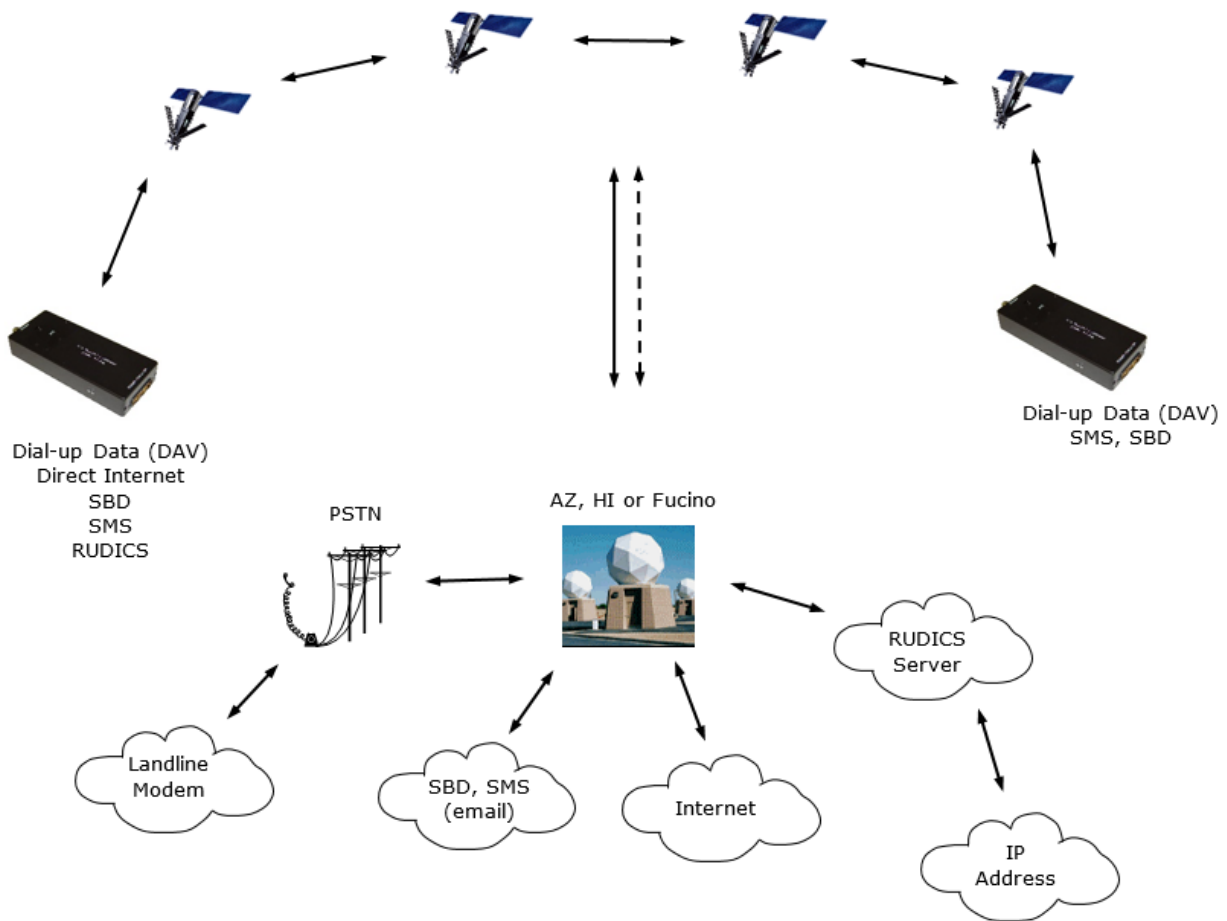 Dial-up Data (DAV)
Direct Internet
SBD
SMS
RUDICS
Dial-up Data (DAV)
SMS, SBD
PSTN
AZ, HI or Fucino
RUDICS
Server
Landline
Modem
SBD, SMS
(email)
Internet
IP
Address